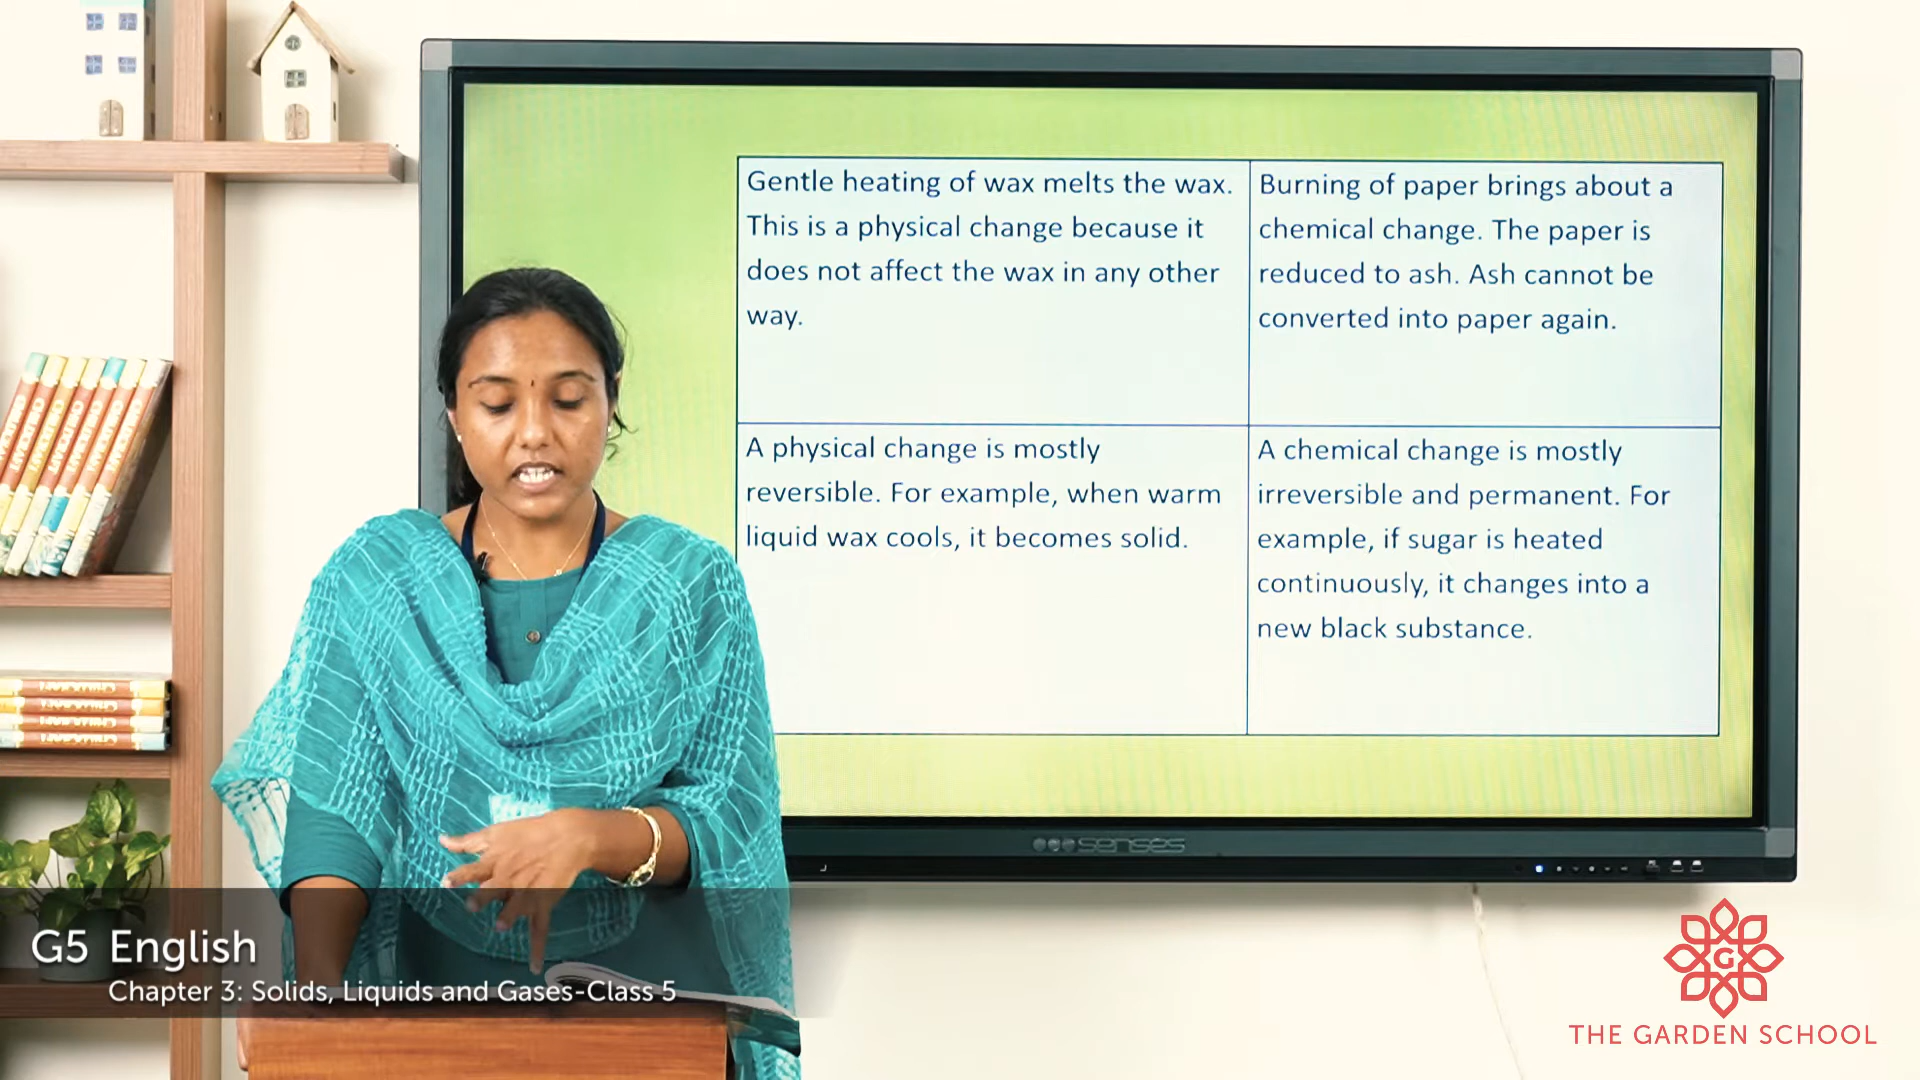 Gentle heating of wax melts the wax.
This is a physical change because it
does not affect the wax in any other
way.
Burning of paper brings about a
chemical change. The paper is
reduced to ash. Ash cannot be
converted into paper again.
A physical change is mostly
reversible. For example, when warm
liquid wax cools, it becomes solid.
A chemical change is mostly
irreversible and permanent. For
example, if sugar is heated
continuously, it changes into a
new black substance.
senses
G5 English
Chapter 3: Solids, Liquids and Gases-Class 5
G
THE GARDEN SCHOOL